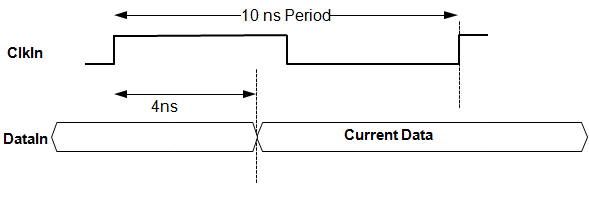 10 ns Period
ClkIn
4ns
DataIn
Current Data